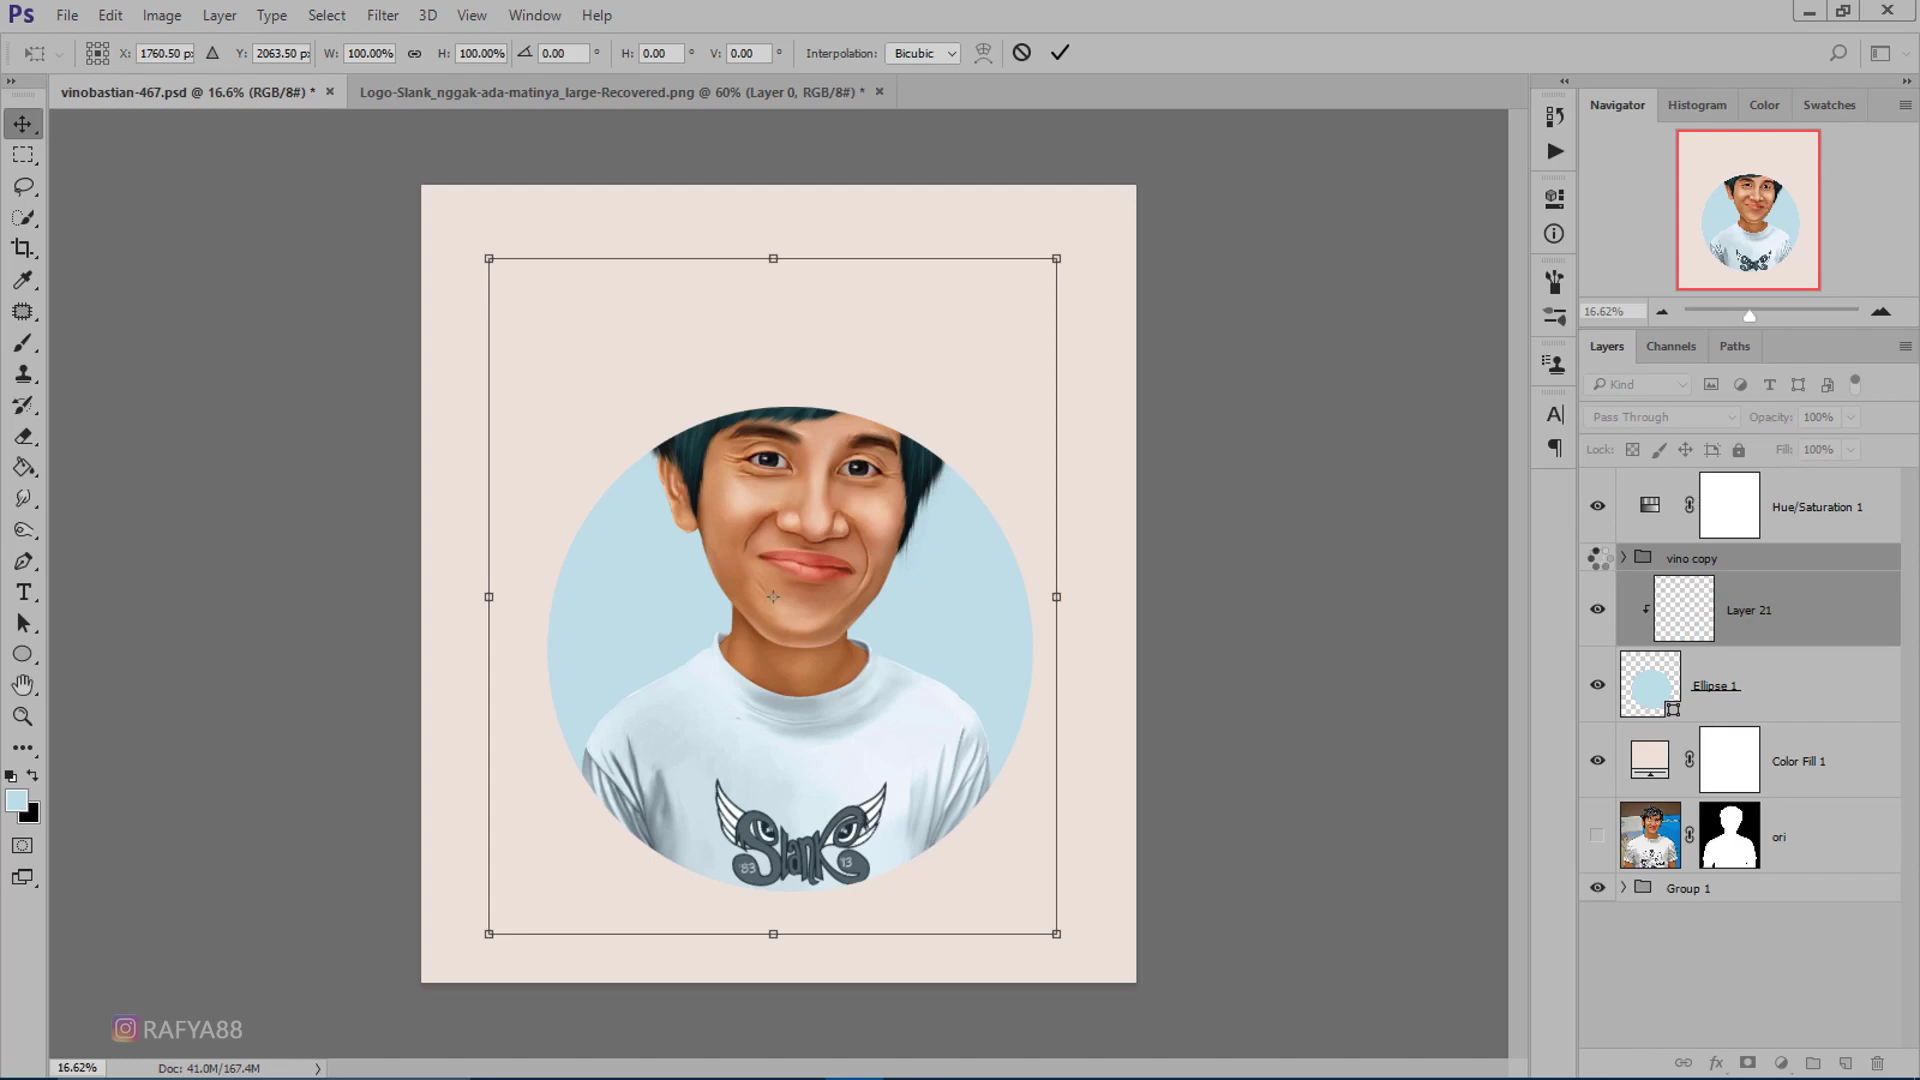 Ps File Edit Image Layer Type Select Filter 3D View Window Help
X: 1760.50 px Y: 2063.50 px W: 100.00% H: 100.00% 0.00 ° H: 0.00 ° V: 0.00 ° Interpolation: Bicubic
vinobastian-467.psd @ 16.6% (RGB/8#) * × Logo-Slank_nggak-ada-matinya_large-Recovered.png @ 60% (Layer 0, RGB/8#) * ×
Navigator Histogram Color Swatches
16.62%
Layers Channels Paths
Kind
Pass Through Opacity: 100%
Lock: Fill: 100%
Hue/Saturation 1
vino copy
Layer 21
Ellipse 1
Color Fill 1
ori
Group 1
Slank
'83 13
RAFYA88
16.62% Doc: 41.0M/167.4M
fx